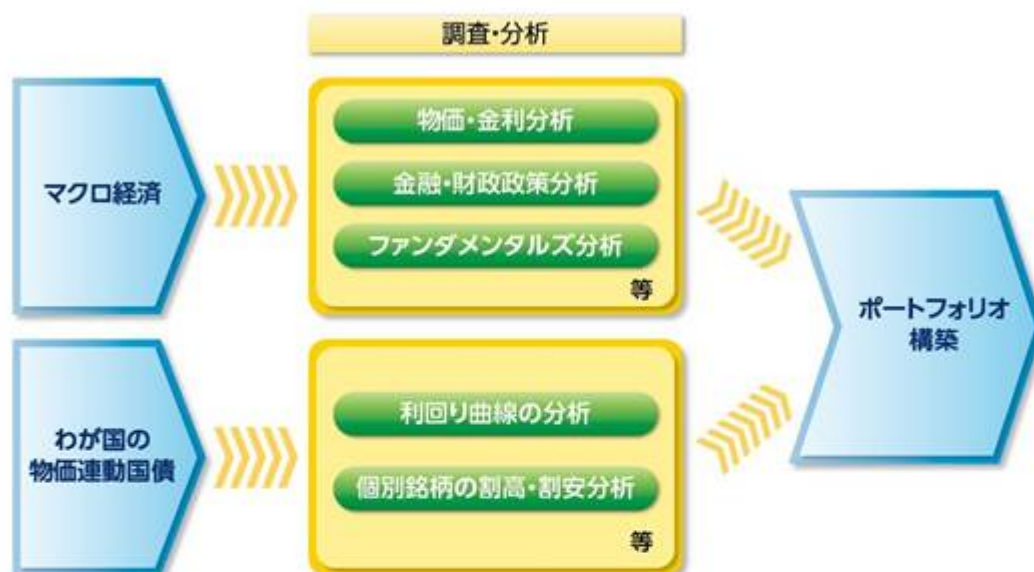 調査・分析
マクロ経済
物価・金利分析
金融・財政政策分析
ファンダメンタルズ分析
等
わが国の
物価連動国債
利回り曲線の分析
個別銘柄の割高・割安分析
等
ポートフォリオ
構築